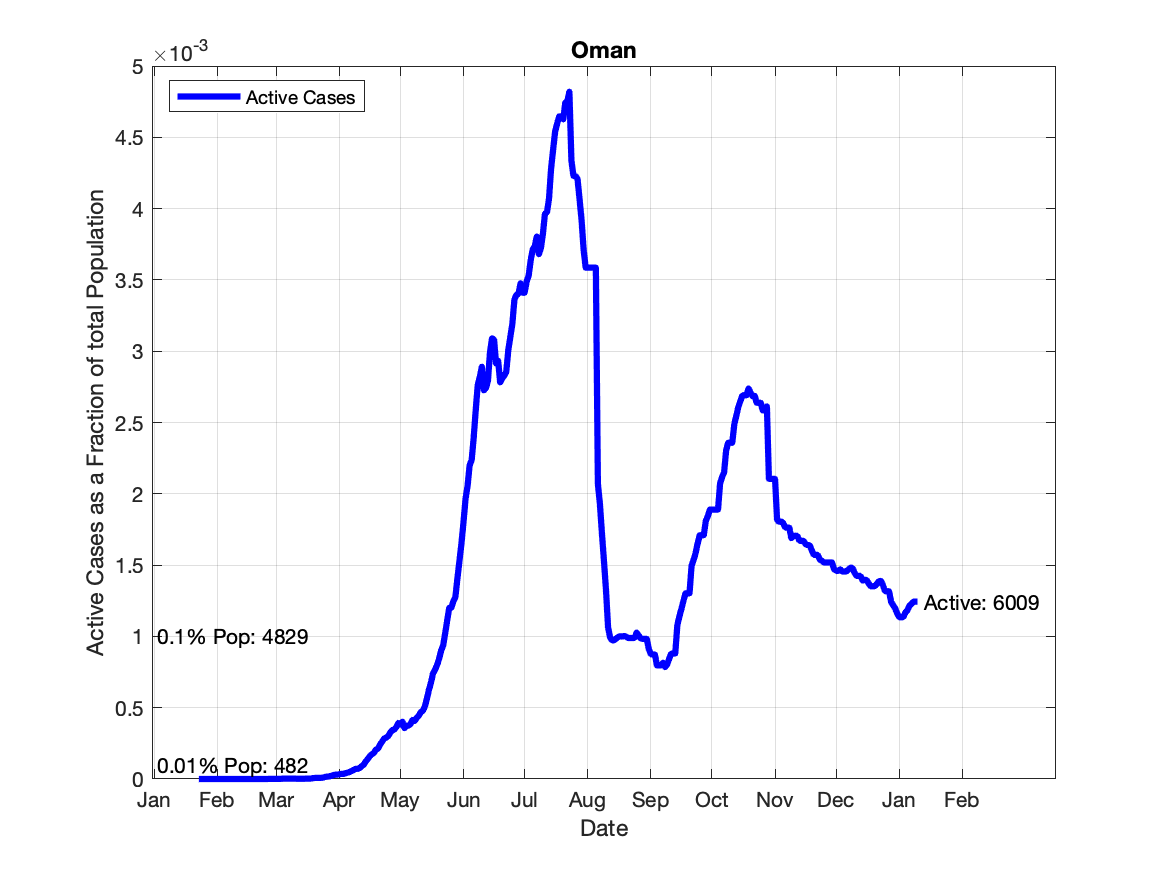 Oman
×10-3
Active Cases
5
4.5
4
3.5
3
2.5
2
1.5
1
0.5
0
Active Cases as a Fraction of total Population
0.1% Pop: 4829
0.01% Pop: 482
Active: 6009
Jan Feb Mar Apr May Jun Jul Aug Sep Oct Nov Dec Jan Feb
Date